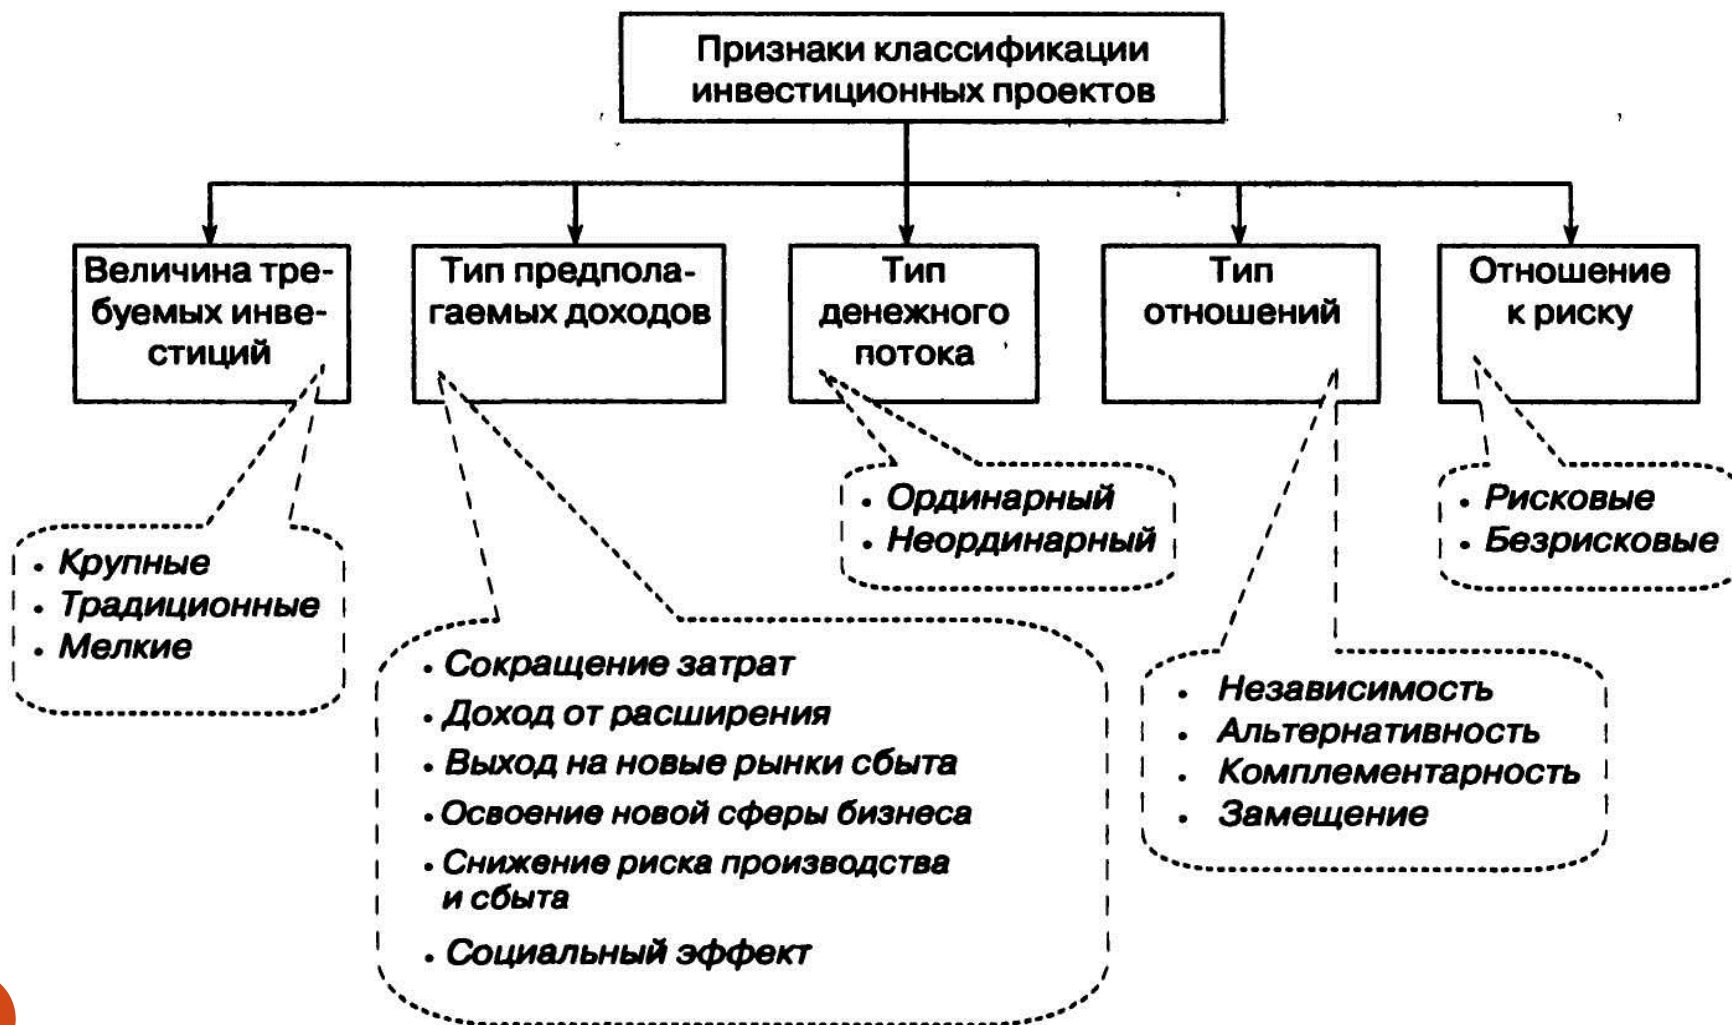 Признаки классификации
инвестиционных проектов
Величина тре-
буемых инве-
стиций
Тип предпола-
гаемых доходов
Тип
денежного
потока
Тип
отношений
Отношение
к риску
• Крупные
• Традиционные
• Мелкие
• Сокращение затрат
• Доход от расширения
• Выход на новые рынки сбыта
• Освоение новой сферы бизнеса
• Снижение риска производства
и сбыта
• Социальный эффект
• Ординарный
• Неординарный
• Независимость
• Альтернативность
• Комплементарность
• Замещение
• Рисковые
• Безрисковые